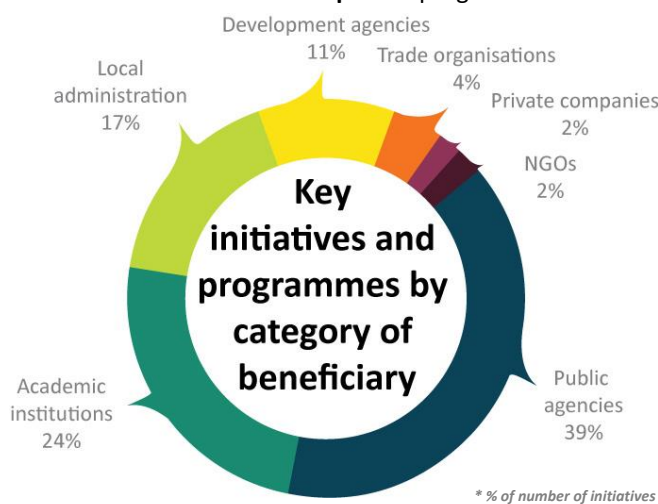 Development agencies
11%
Trade organisations
4%
Local
administration
17%
Private companies
2%
NGOs
2%
Key
initiatives and
programmes by
category of
beneficiary
Public
agencies
39%
Academic
institutions
24%
* % of number of initiatives